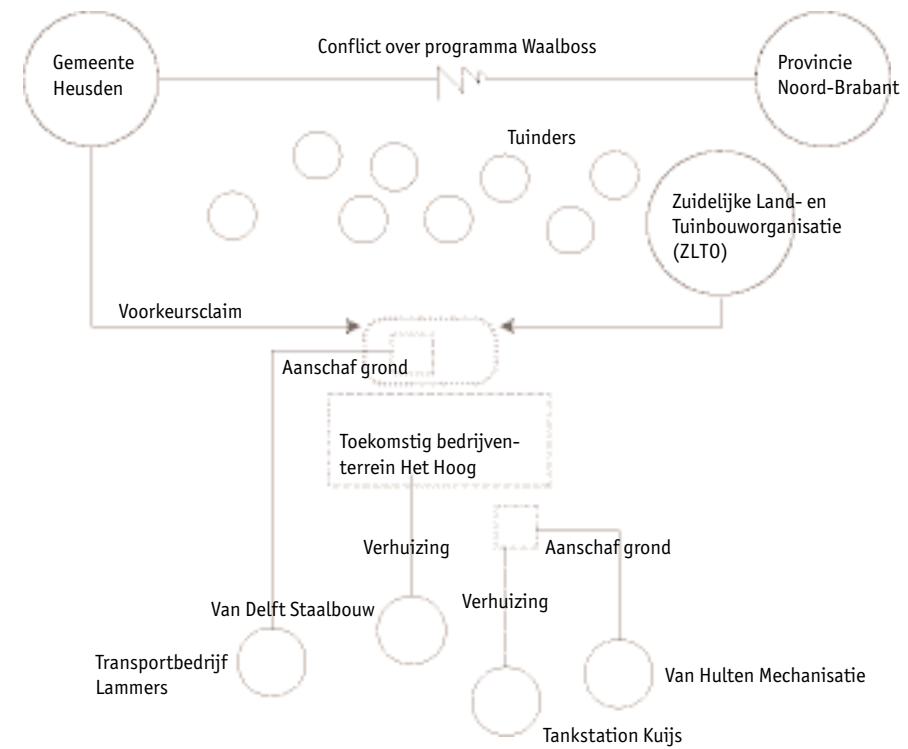 Conflict over programma Waalboss
Gemeente
Heusden
Provincie
Noord-Brabant
Tuinders
Zuidelijke Land- en
Tuinbouworganisatie
(ZLTO)
Voorkeursclaim
Aanschaf grond
Toekomstig bedrijven-
terrein Het Hoog
Verhuizing
Aanschaf grond
Van Delft Staalbouw
Verhuizing
Transportbedrijf
Lammers
Van Hulten Mechanisatie
Tankstation Kuijs